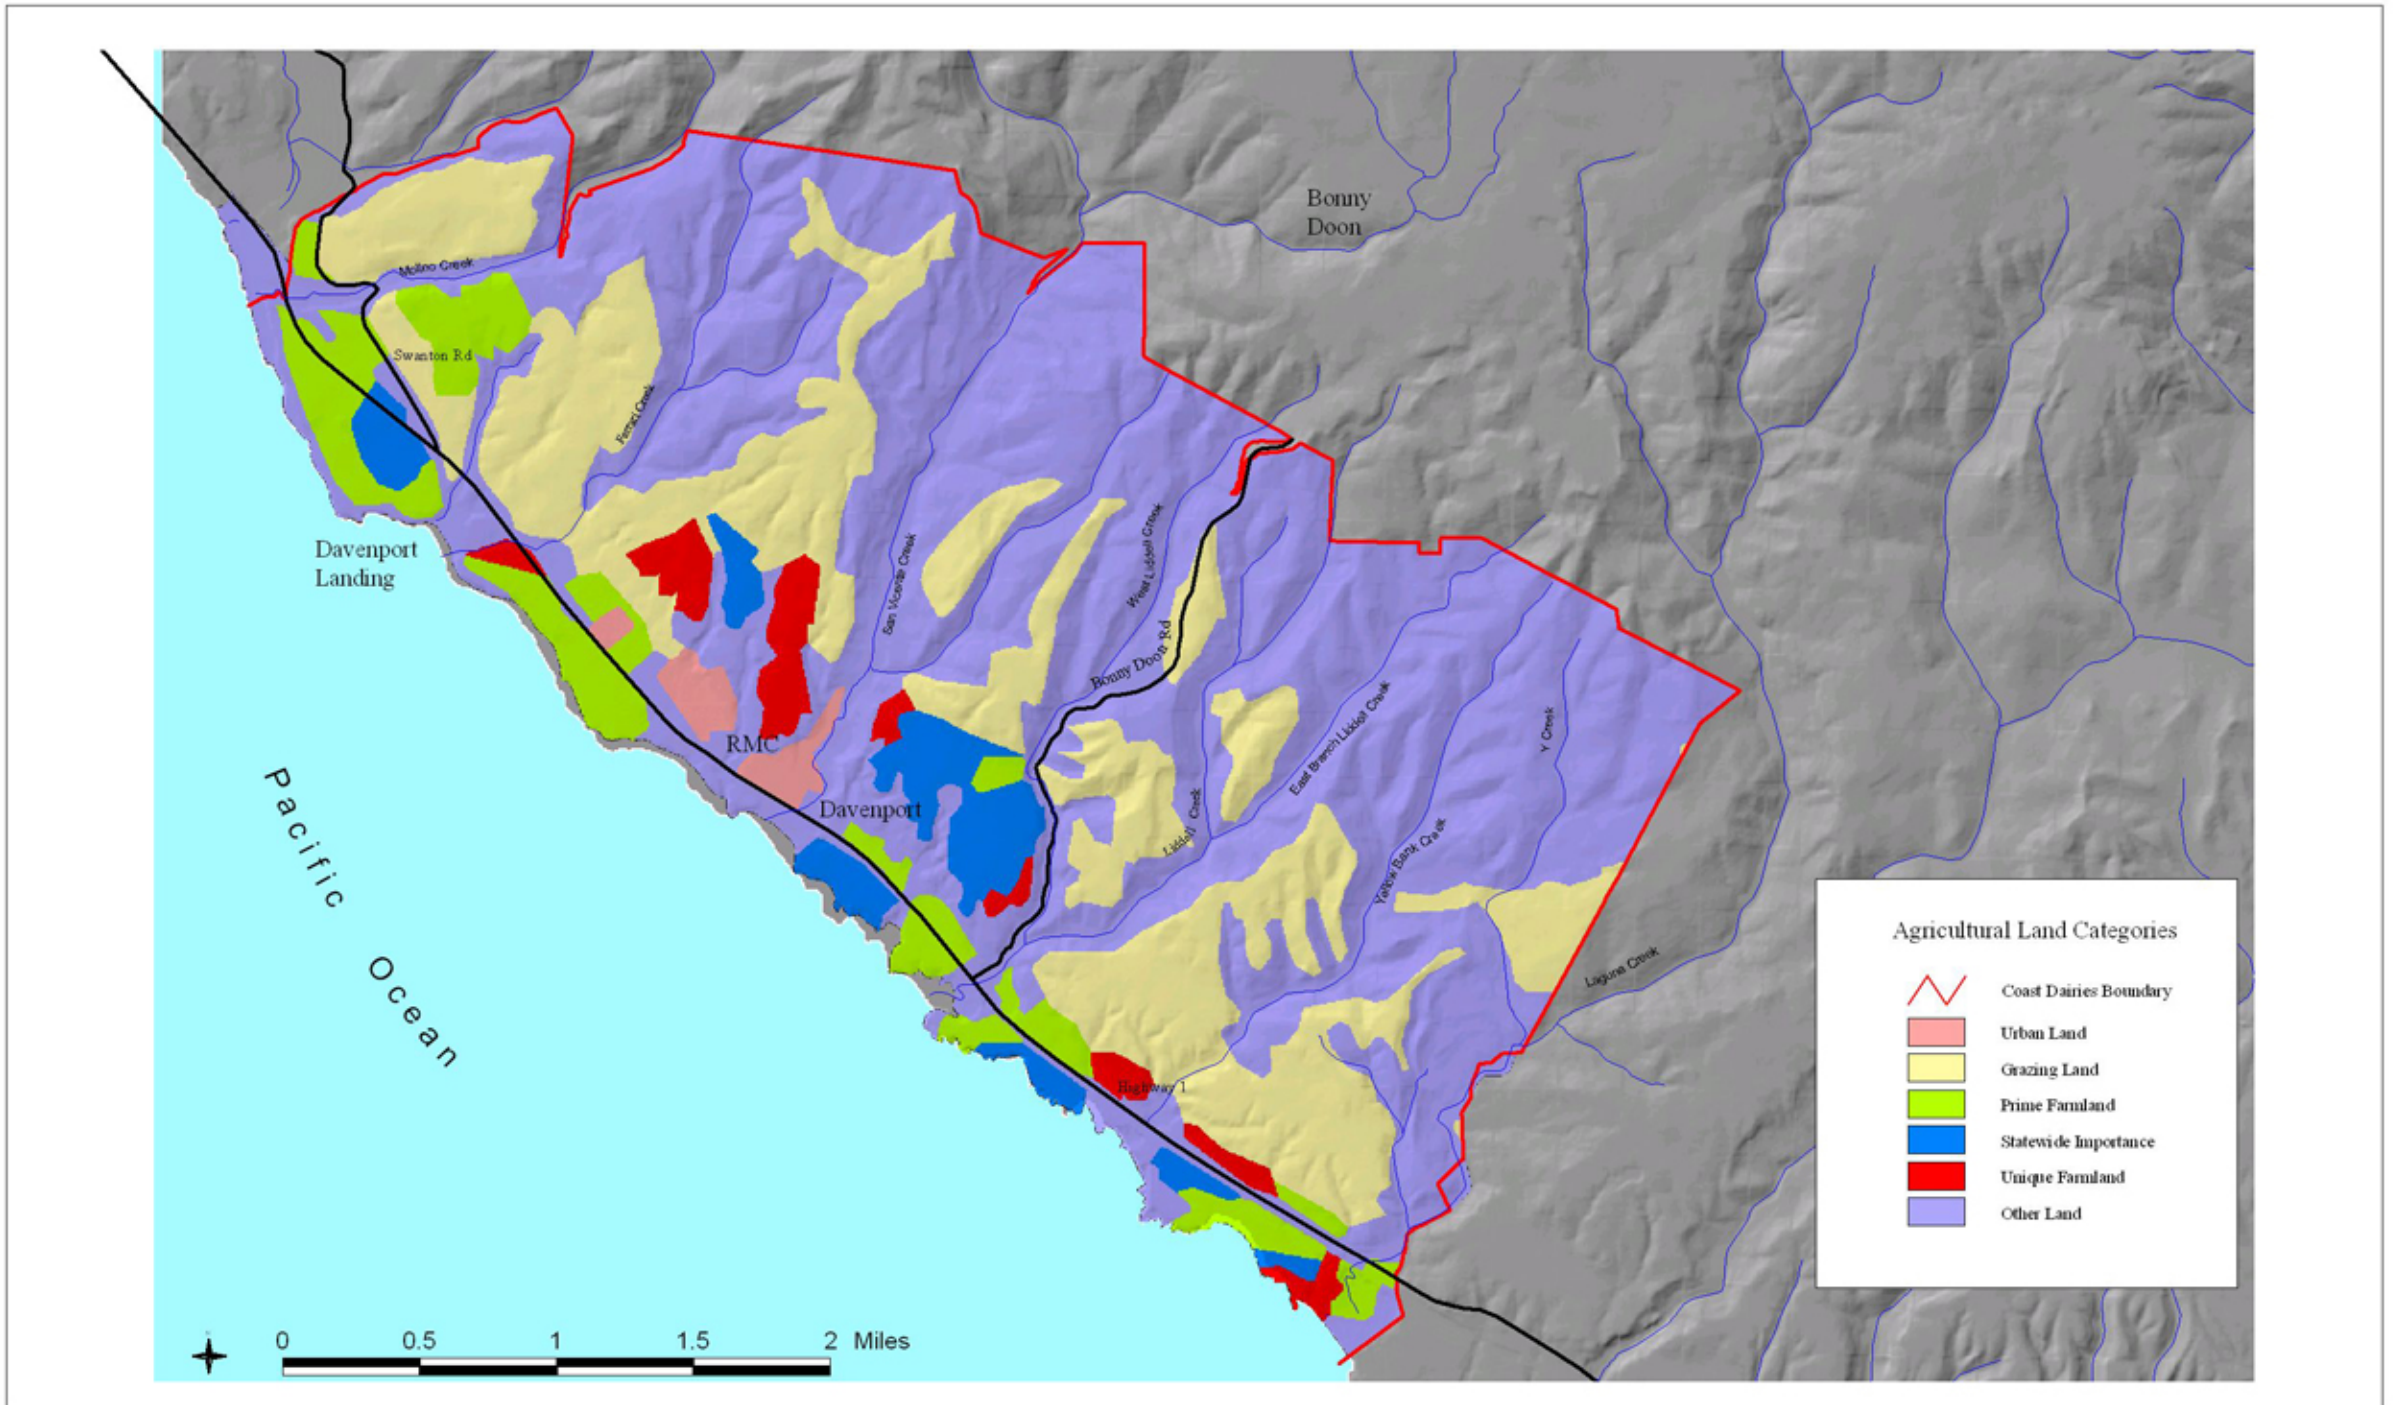 Bonny
Doon
Molino Creek
Swanton Rd
Ferrari Creek
Davenport
Landing
San Vicente Creek
West Liddell Creek
Bonny Doon Rd
RMC
Davenport
Liddell Creek
East Branch Liddell Creek
Yellow Bank Creek
Y Creek
Laguna Creek
Highway 1
Pacific
Ocean
Agricultural Land Categories
Coast Dairies Boundary
Urban Land
Grazing Land
Prime Farmland
Statewide Importance
Unique Farmland
Other Land
0 0.5 1 1.5 2 Miles